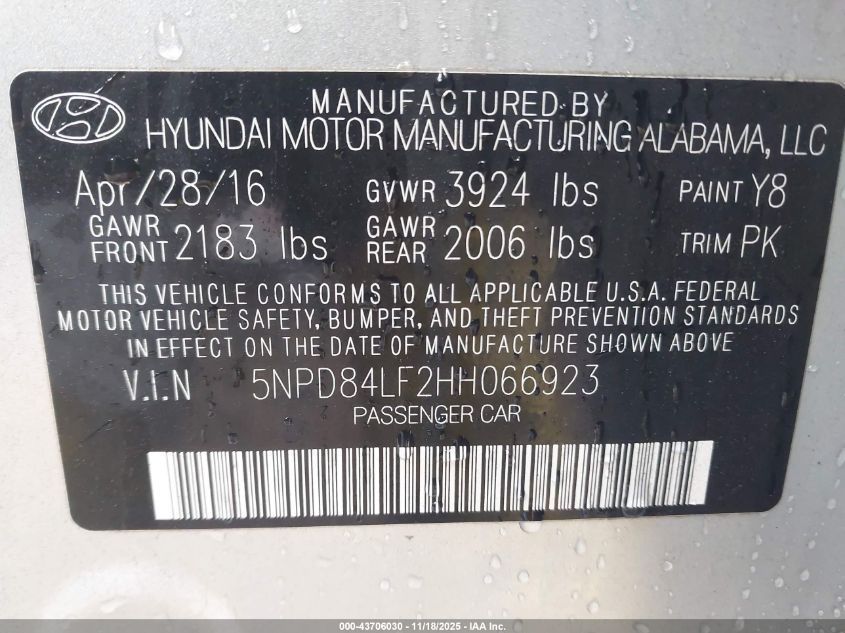 MANUFACTURED BY
HYUNDAI MOTOR MANUFACTURING ALABAMA, LLC
Apr/28/16 GVWR 3924 lbs PAINT Y8
GAWR FRONT 2183 lbs GAWR REAR 2006 lbs TRIM PK
THIS VEHICLE CONFORMS TO ALL APPLICABLE U.S.A. FEDERAL
MOTOR VEHICLE SAFETY, BUMPER, AND THEFT PREVENTION STANDARDS
IN EFFECT ON THE DATE OF MANUFACTURE SHOWN ABOVE
V.I.N 5NPD84LF2HH066923
PASSENGER CAR
000-43706030 - 11/18/2025 - IAA Inc.